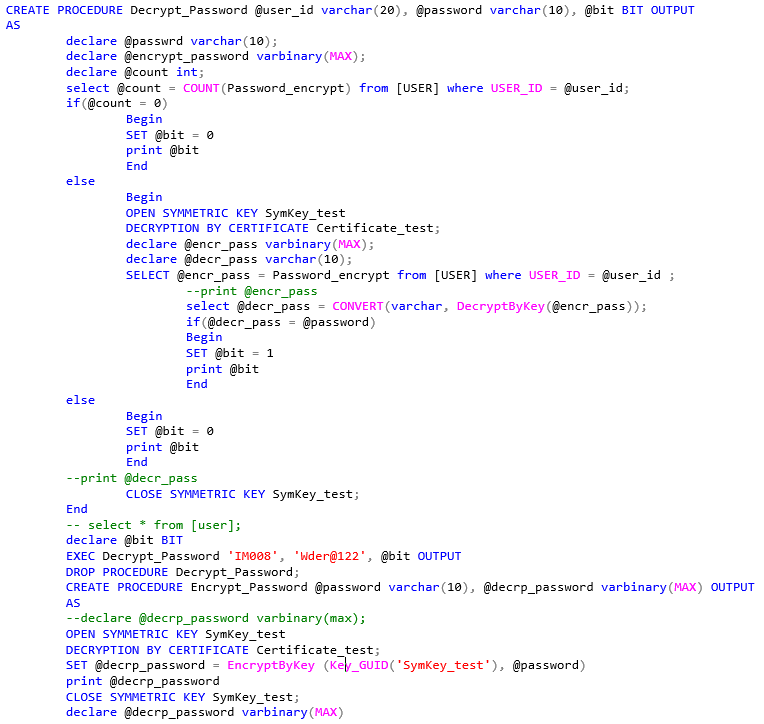 CREATE PROCEDURE Decrypt_Password @user_id varchar(20), @password varchar(10), @bit BIT OUTPUT
AS
declare @passwrd varchar(10);
declare @encrypt_password varbinary(MAX);
declare @count int;
select @count = COUNT(Password_encrypt) from [USER] where USER_ID = @user_id;
if(@count = 0)
Begin
SET @bit = 0
print @bit
End
else
Begin
OPEN SYMMETRIC KEY SymKey_test
DECRYPTION BY CERTIFICATE Certificate_test;
declare @encr_pass varbinary(MAX);
declare @decr_pass varchar(10);
SELECT @encr_pass = Password_encrypt from [USER] where USER_ID = @user_id ;
--print @encr_pass
select @decr_pass = CONVERT(varchar, DecryptByKey(@encr_pass));
if(@decr_pass = @password)
Begin
SET @bit = 1
print @bit
End
else
Begin
SET @bit = 0
print @bit
End
--print @decr_pass
CLOSE SYMMETRIC KEY SymKey_test;
End
-- select * from [user];
declare @bit BIT
EXEC Decrypt_Password 'IM008', 'Wder@122', @bit OUTPUT
DROP PROCEDURE Decrypt_Password;
CREATE PROCEDURE Encrypt_Password @password varchar(10), @decrp_password varbinary(MAX) OUTPUT
AS
--declare @decrp_password varbinary(max);
OPEN SYMMETRIC KEY SymKey_test
DECRYPTION BY CERTIFICATE Certificate_test;
SET @decrp_password = EncryptByKey (Key_GUID('SymKey_test'), @password)
print @decrp_password
CLOSE SYMMETRIC KEY SymKey_test;
declare @decrp_password varbinary(MAX)